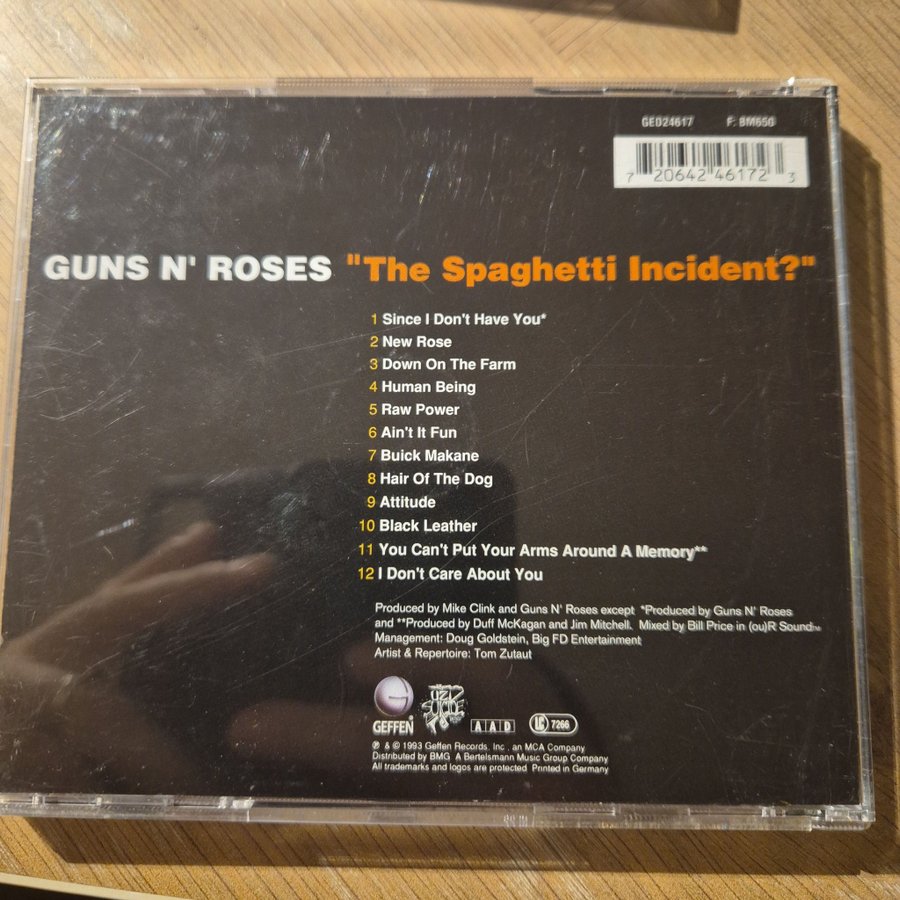 GED24617 F: BM650
7 20642 46172 3
GUNS N' ROSES "The Spaghetti Incident?"
1 Since I Don't Have You*
2 New Rose
3 Down On The Farm
4 Human Being
5 Raw Power
6 Ain't It Fun
7 Buick Makane
8 Hair Of The Dog
9 Attitude
10 Black Leather
11 You Can't Put Your Arms Around A Memory**
12 I Don't Care About You
Produced by Mike Clink and Guns N' Roses except *Produced by Guns N' Roses
and **Produced by Duff McKagan and Jim Mitchell. Mixed by Bill Price in (ou)R Sound™
Management: Doug Goldstein, Big FD Entertainment
Artist & Repertoire: Tom Zutaut
GEFFEN UZI SUICIDE AAD LC 7266
℗ & © 1993 Geffen Records, Inc., an MCA Company
Distributed by BMG A Bertelsmann Music Group Company
All trademarks and logos are protected Printed in Germany